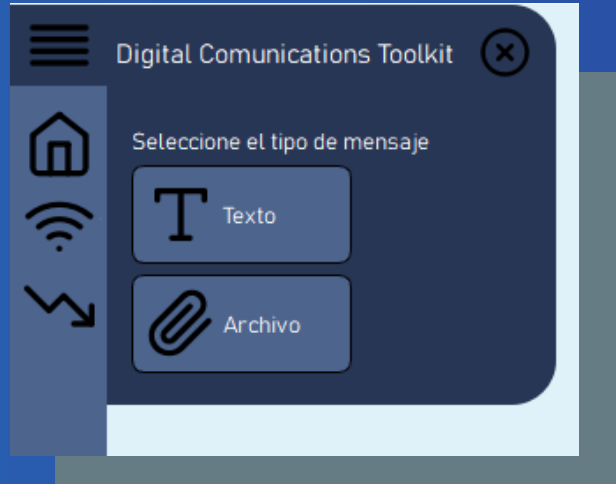 Digital Comunications Toolkit
Seleccione el tipo de mensaje
Texto
Archivo